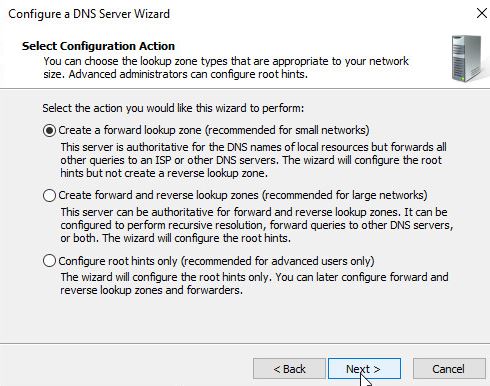 Configure a DNS Server Wizard
Select Configuration Action
You can choose the lookup zone types that are appropriate to your network
size. Advanced administrators can configure root hints.
Select the action you would like this wizard to perform:
Create a forward lookup zone (recommended for small networks)
This server is authoritative for the DNS names of local resources but forwards all
other queries to an ISP or other DNS servers. The wizard will configure the root
hints but not create a reverse lookup zone.
Create forward and reverse lookup zones (recommended for large networks)
This server can be authoritative for forward and reverse lookup zones. It can be
configured to perform recursive resolution, forward queries to other DNS servers,
or both. The wizard will configure the root hints.
Configure root hints only (recommended for advanced users only)
The wizard will configure the root hints only. You can later configure forward and
reverse lookup zones and forwarders.
< Back Next > Cancel